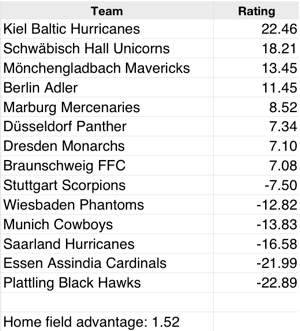 Team Rating
Kiel Baltic Hurricanes 22.46
Schwäbisch Hall Unicorns 18.21
Mönchengladbach Mavericks 13.45
Berlin Adler 11.45
Marburg Mercenaries 8.52
Düsseldorf Panther 7.34
Dresden Monarchs 7.10
Braunschweig FFC 7.08
Stuttgart Scorpions -7.50
Wiesbaden Phantoms -12.82
Munich Cowboys -13.83
Saarland Hurricanes -16.58
Essen Assindia Cardinals -21.99
Plattling Black Hawks -22.89
Home field advantage: 1.52